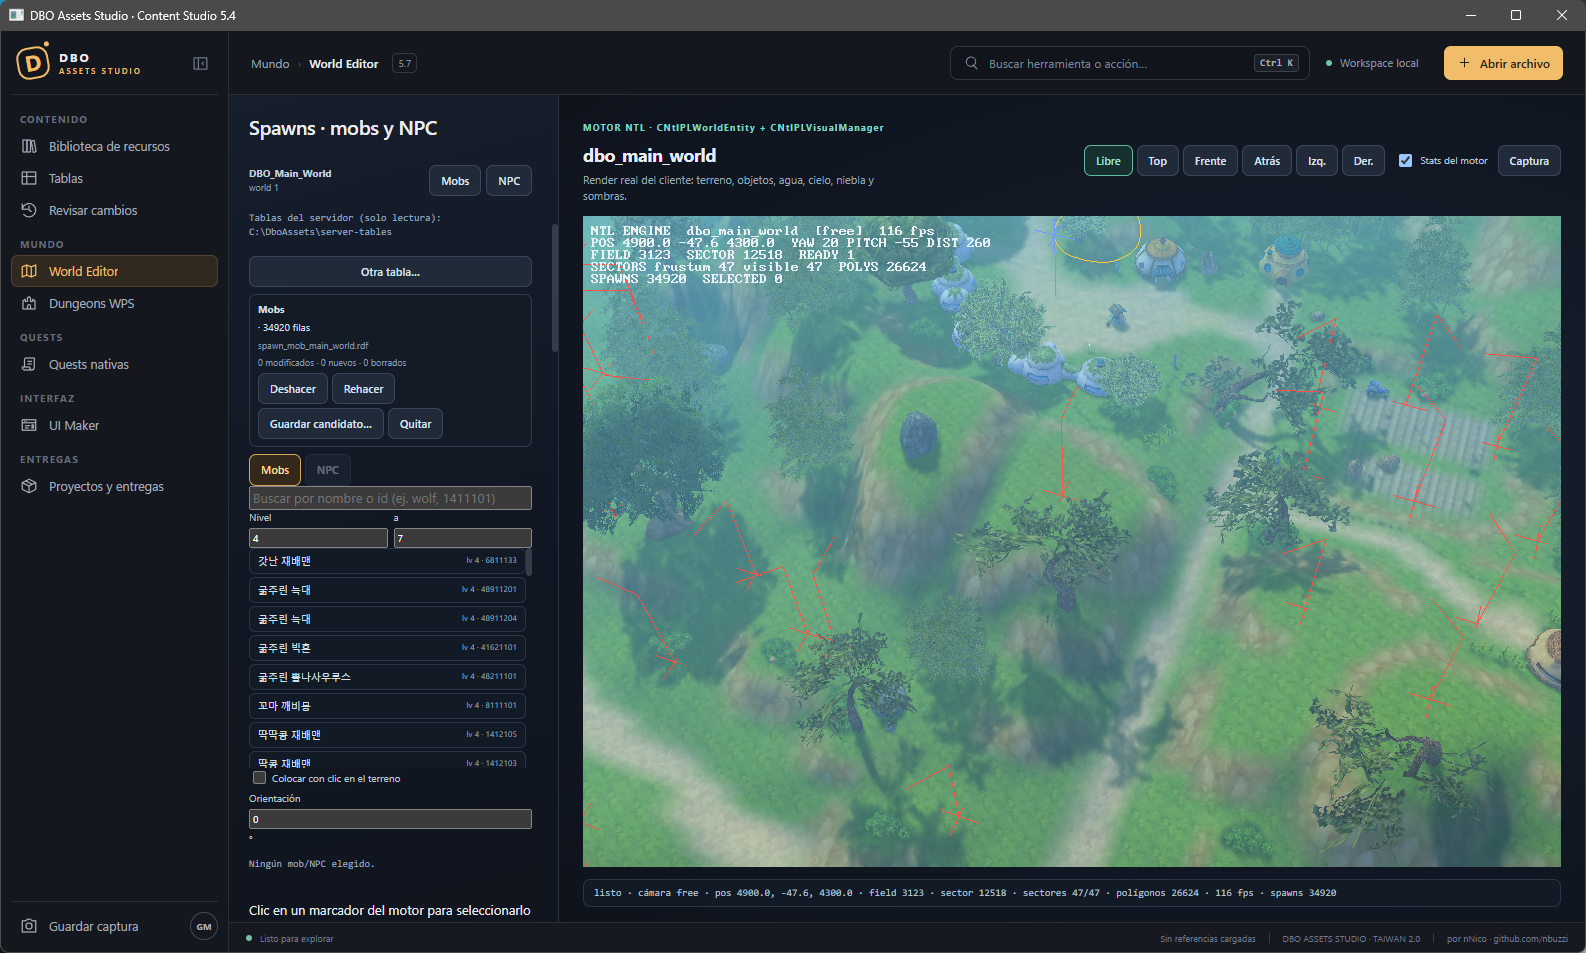 DBO Assets Studio · Content Studio 5.4
D
DBO
ASSETS STUDIO
Mundo › World Editor 5.7
Buscar herramienta o acción...
Ctrl K
Workspace local
+ Abrir archivo
CONTENIDO
Biblioteca de recursos
Tablas
Revisar cambios
MUNDO
World Editor
Dungeons WPS
QUESTS
Quests nativas
INTERFAZ
UI Maker
ENTREGAS
Proyectos y entregas
Guardar captura
GM
Spawns · mobs y NPC
DBO_Main_World
world 1
Mobs
NPC
Tablas del servidor (solo lectura):
C:\DboAssets\server-tables
Otra tabla...
Mobs
· 34920 filas
spawn_mob_main_world.rdf
0 modificados · 0 nuevos · 0 borrados
Deshacer
Rehacer
Guardar candidato...
Quitar
Mobs
NPC
Buscar por nombre o id (ej. wolf, 1411101)
Nivel a
4 7
갓난 재배맨 lv 4 · 6811133
굶주린 늑대 lv 4 · 48911201
굶주린 늑대 lv 4 · 48911204
굶주린 빅혼 lv 4 · 41621101
굶주린 뿔나사우루스 lv 4 · 48211101
꼬마 깨비몽 lv 4 · 8111101
딱딱콩 재배맨 lv 4 · 1412105
딱콩 재배맨 lv 4 · 1412103
Colocar con clic en el terreno
Orientación
0
°
Ningún mob/NPC elegido.
Clic en un marcador del motor para seleccionarlo
MOTOR NTL · CNtlPLWorldEntity + CNtlPLVisualManager
dbo_main_world
Render real del cliente: terreno, objetos, agua, cielo, niebla y
sombras.
Libre
Top
Frente
Atrás
Izq.
Der.
Stats del motor
Captura
NTL ENGINE dbo_main_world [free] 116 fps
POS 4900.0 -47.6 4300.0 YAW 20 PITCH -55 DIST 260
FIELD 3123 SECTOR 12518 READY 1
SECTORS frustum 47 visible 47 POLYS 26624
SPAWNS 34920 SELECTED 0
listo · cámara free · pos 4900.0, -47.6, 4300.0 · field 3123 · sector 12518 · sectores 47/47 · polígonos 26624 · 116 fps · spawns 34920
Listo para explorar
Sin referencias cargadas
DBO ASSETS STUDIO · TAIWAN 2.0
por nNico · github.com/nbuzzi